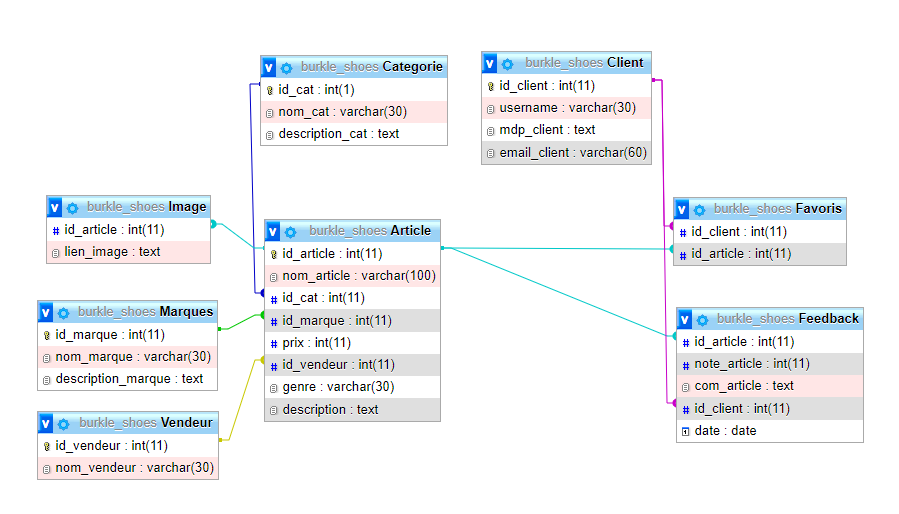 v burkle_shoes Categorie
id_cat : int(1)
nom_cat : varchar(30)
description_cat : text
v burkle_shoes Client
id_client : int(11)
username : varchar(30)
mdp_client : text
email_client : varchar(60)
v burkle_shoes Image
# id_article : int(11)
lien_image : text
v burkle_shoes Article
id_article : int(11)
nom_article : varchar(100)
# id_cat : int(11)
# id_marque : int(11)
# prix : int(11)
# id_vendeur : int(11)
genre : varchar(30)
description : text
v burkle_shoes Favoris
# id_client : int(11)
# id_article : int(11)
v burkle_shoes Marques
id_marque : int(11)
nom_marque : varchar(30)
description_marque : text
v burkle_shoes Feedback
# id_article : int(11)
# note_article : int(11)
com_article : text
# id_client : int(11)
date : date
v burkle_shoes Vendeur
id_vendeur : int(11)
nom_vendeur : varchar(30)